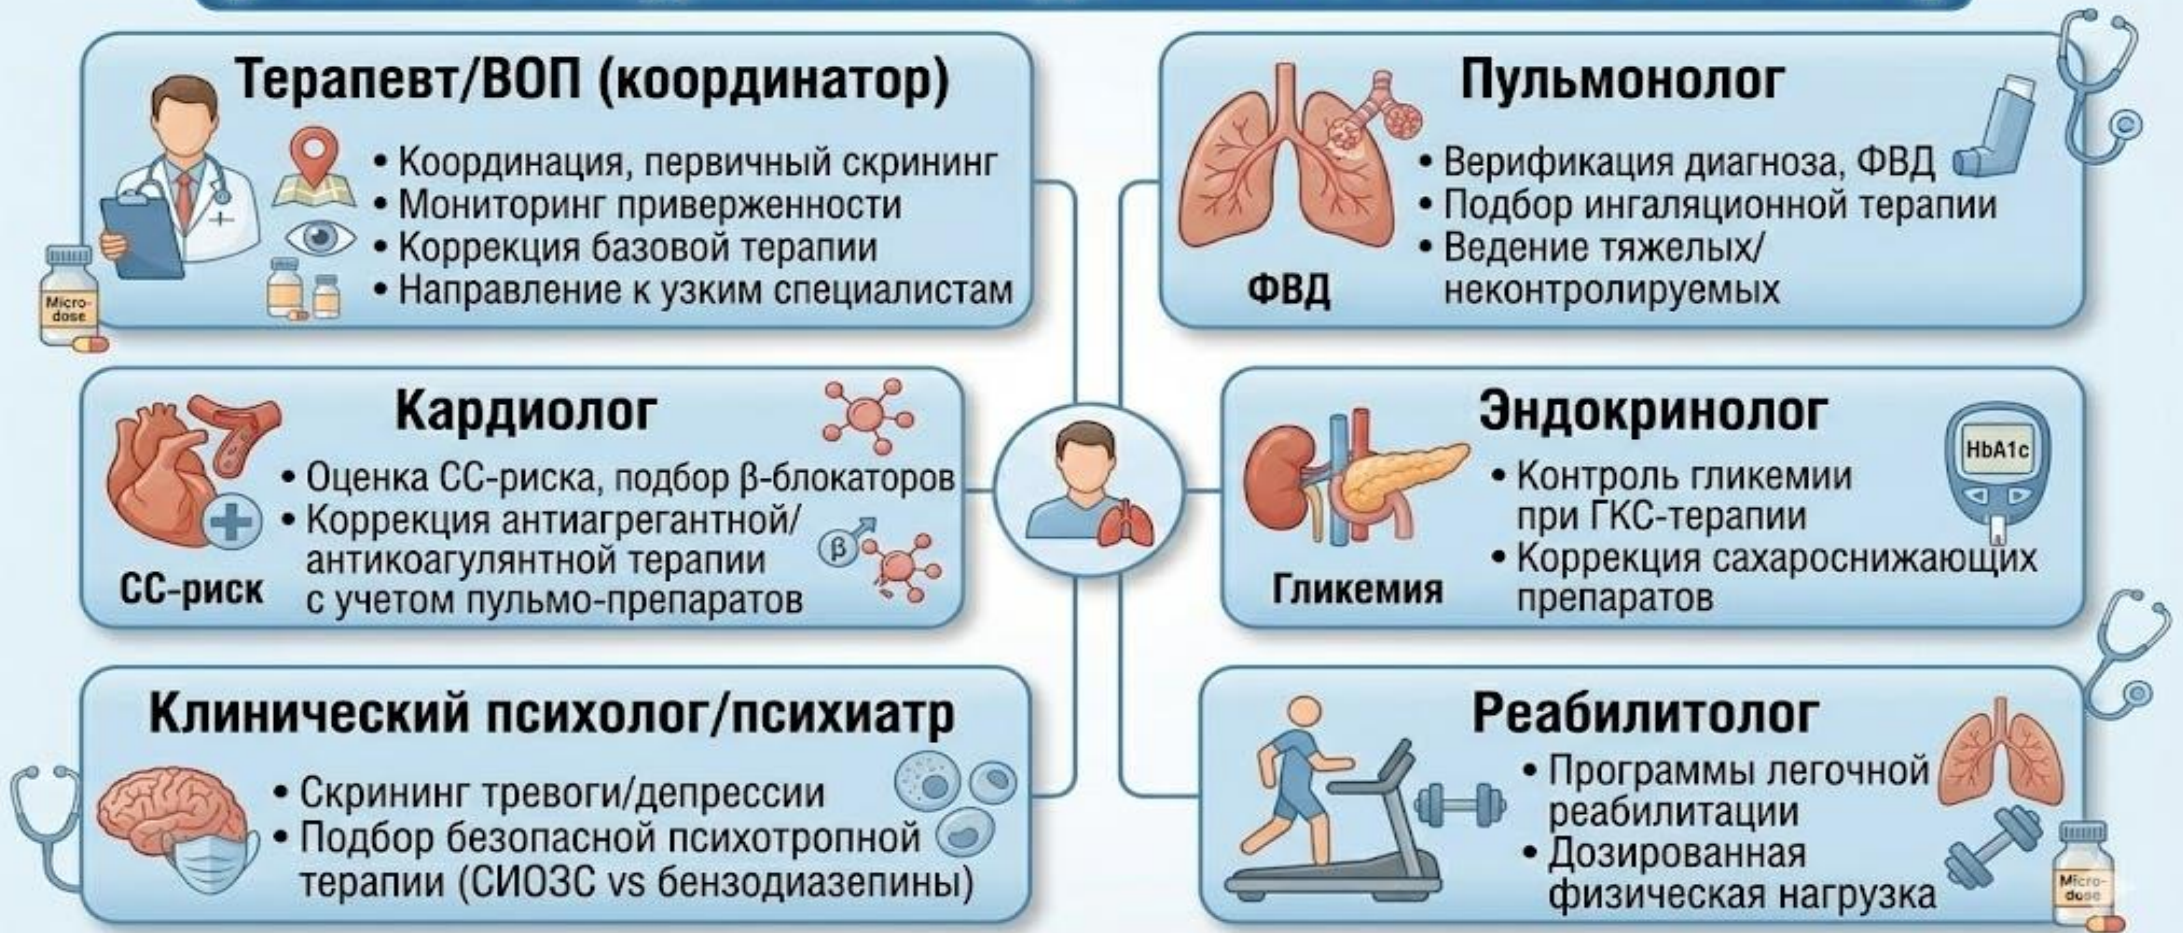 Терапевт/ВОП (координатор)
• Координация, первичный скрининг
• Мониторинг приверженности
• Коррекция базовой терапии
• Направление к узким специалистам
Micro-
dose
Пульмонолог
• Верификация диагноза, ФВД
• Подбор ингаляционной терапии
• Ведение тяжелых/
неконтролируемых
ФВД
Кардиолог
• Оценка СС-риска, подбор β-блокаторов
• Коррекция антиагрегантной/
антикоагулянтной терапии
с учетом пульмо-препаратов
β
СС-риск
Эндокринолог
HbA1c
• Контроль гликемии
при ГКС-терапии
• Коррекция сахароснижающих
препаратов
Гликемия
Клинический психолог/психиатр
• Скрининг тревоги/депрессии
• Подбор безопасной психотропной
терапии (СИОЗС vs бензодиазепины)
Реабилитолог
• Программы легочной
реабилитации
• Дозированная
физическая нагрузка
Micro-
dose